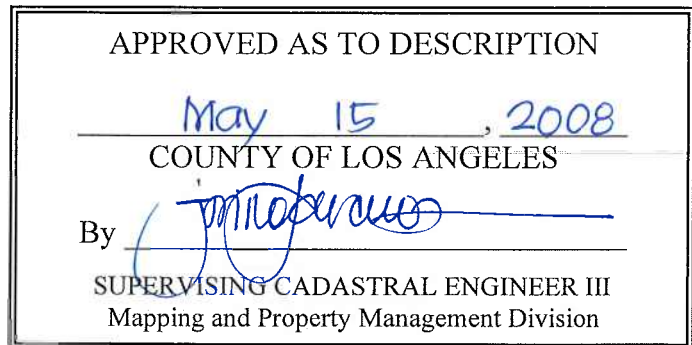 APPROVED AS TO DESCRIPTION
May 15, 2008
COUNTY OF LOS ANGELES
By
SUPERVISING CADASTRAL ENGINEER III
Mapping and Property Management Division